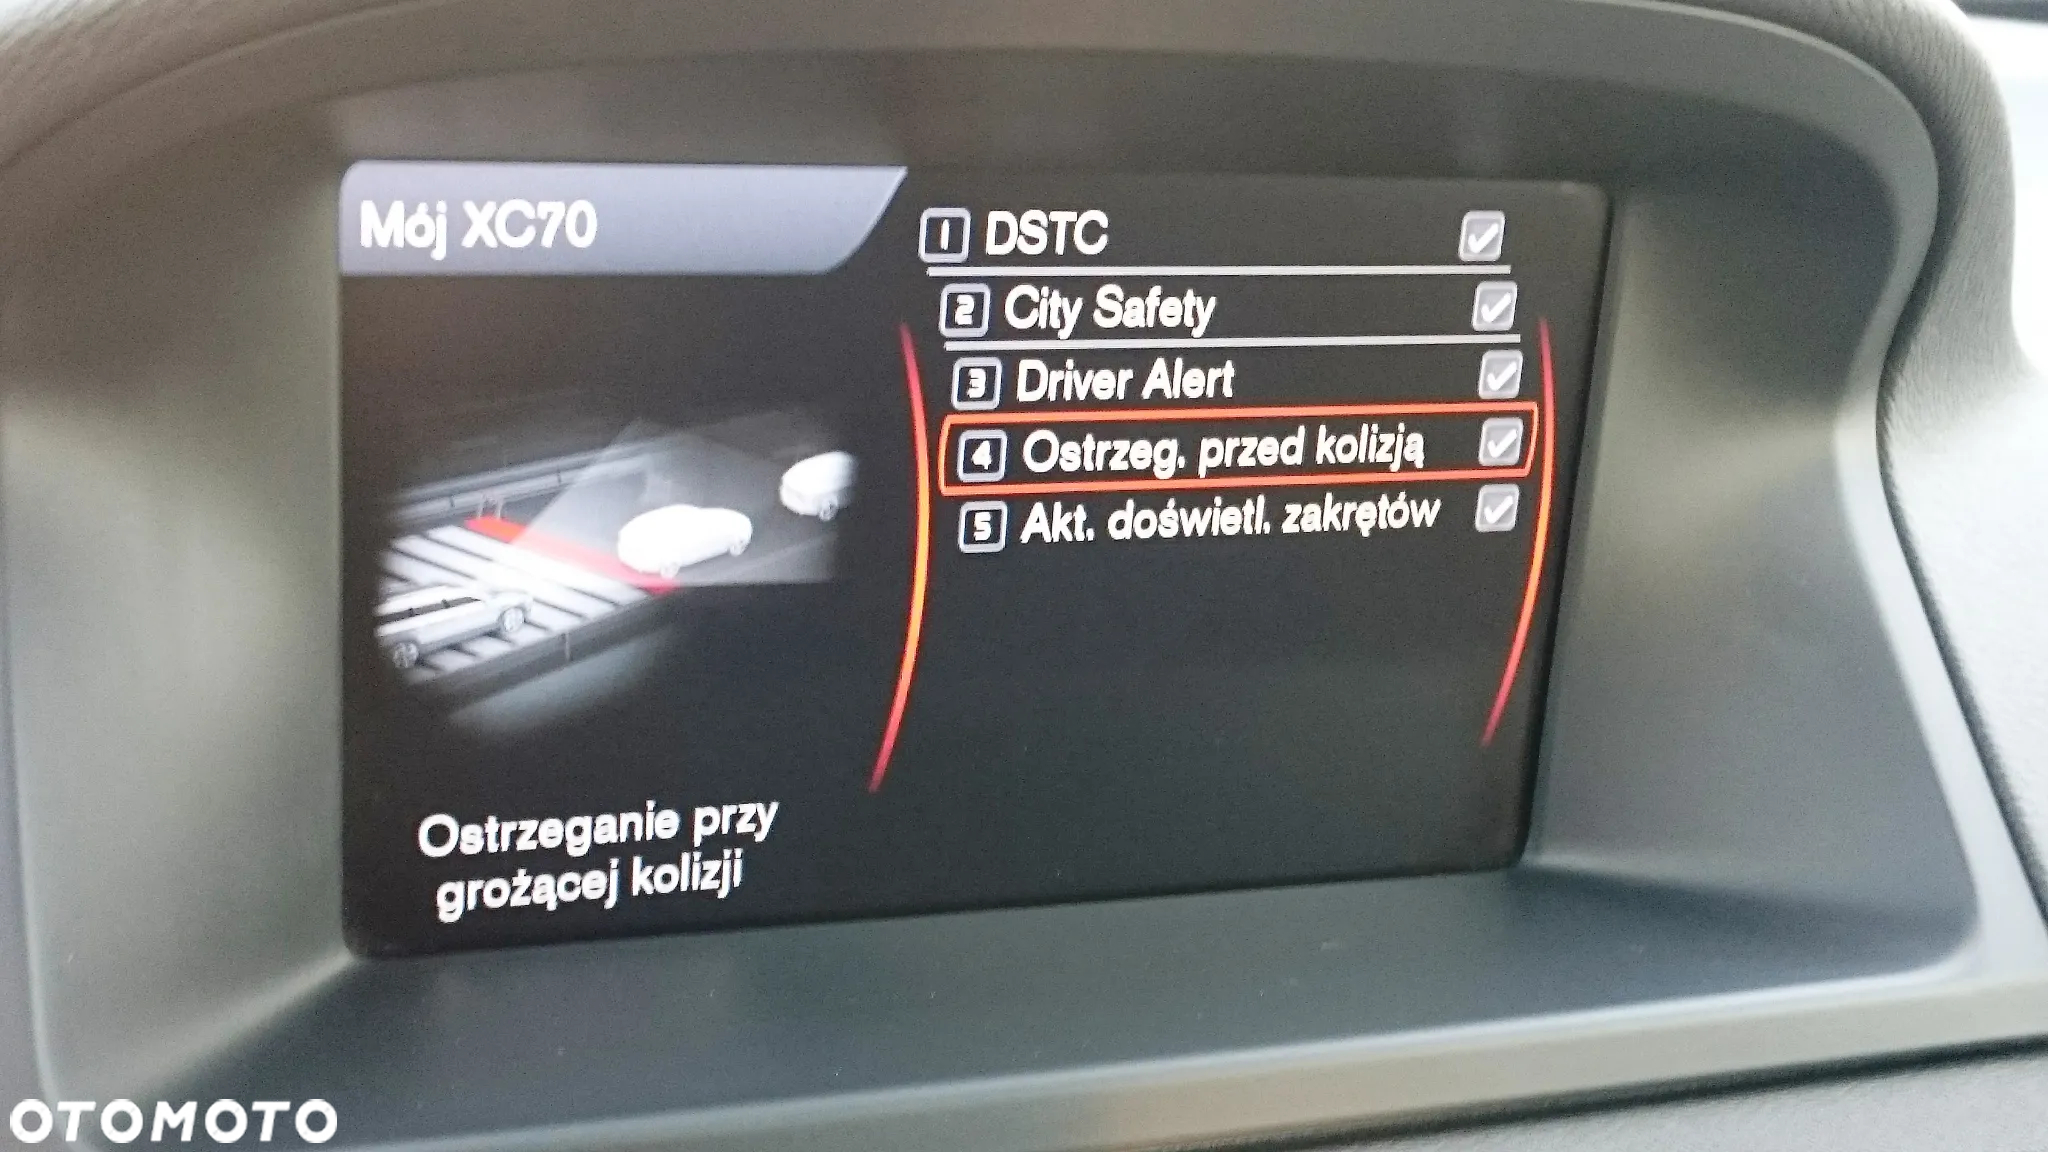 Mój XC70
1 DSTC
2 City Safety
3 Driver Alert
4 Ostrzeg. przed kolizją
5 Akt. doświetl. zakrętów
Ostrzeganie przy
grożącej kolizji
OTOMOTO